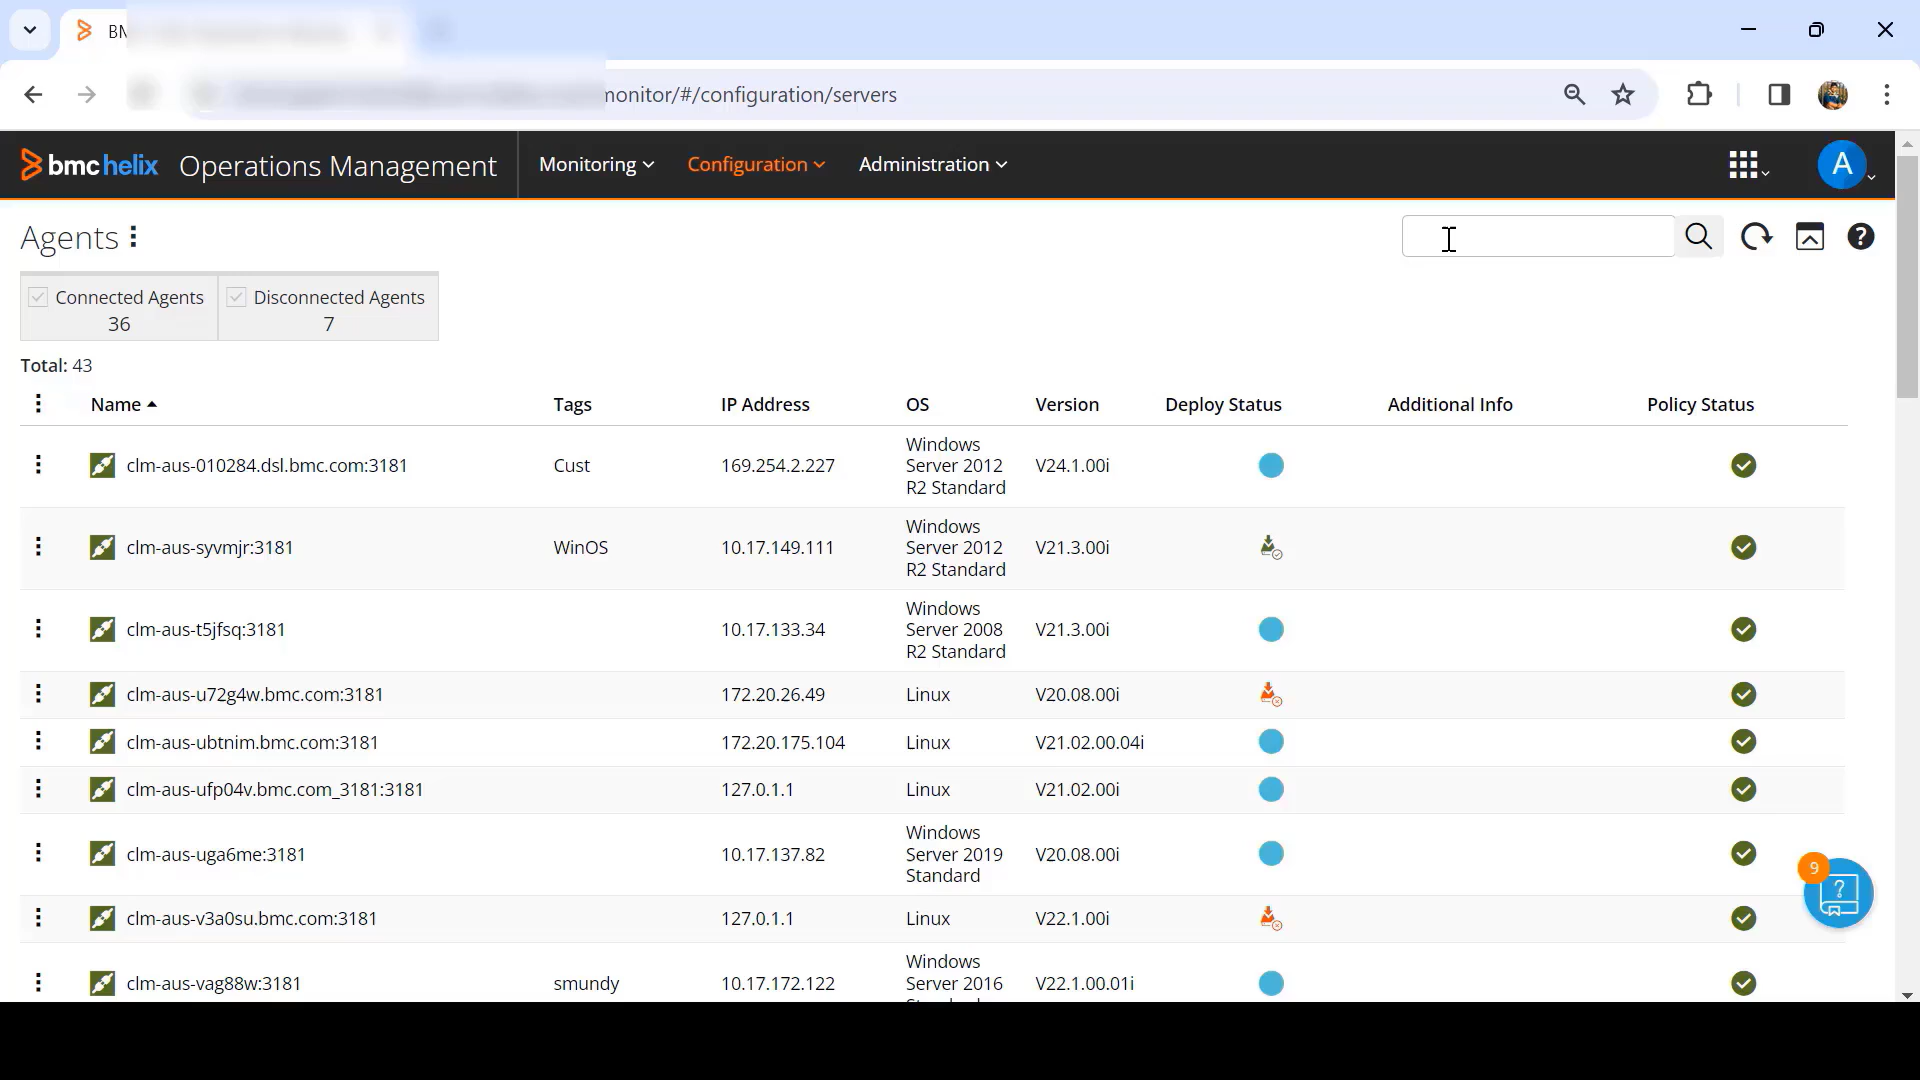 BM
monitor/#/configuration/servers
bmchelix Operations Management Monitoring Configuration Administration A
Agents
Connected Agents Disconnected Agents
36 7
Total: 43
Name Tags IP Address OS Version Deploy Status Additional Info Policy Status
clm-aus-010284.dsl.bmc.com:3181 Cust 169.254.2.227 Windows Server 2012 R2 Standard V24.1.00i
clm-aus-syvmjr:3181 WinOS 10.17.149.111 Windows Server 2012 R2 Standard V21.3.00i
clm-aus-t5jfsq:3181 10.17.133.34 Windows Server 2008 R2 Standard V21.3.00i
clm-aus-u72g4w.bmc.com:3181 172.20.26.49 Linux V20.08.00i
clm-aus-ubtnim.bmc.com:3181 172.20.175.104 Linux V21.02.00.04i
clm-aus-ufp04v.bmc.com_3181:3181 127.0.1.1 Linux V21.02.00i
clm-aus-uga6me:3181 10.17.137.82 Windows Server 2019 Standard V20.08.00i
9
clm-aus-v3a0su.bmc.com:3181 127.0.1.1 Linux V22.1.00i
clm-aus-vag88w:3181 smundy 10.17.172.122 Windows Server 2016 V22.1.00.01i